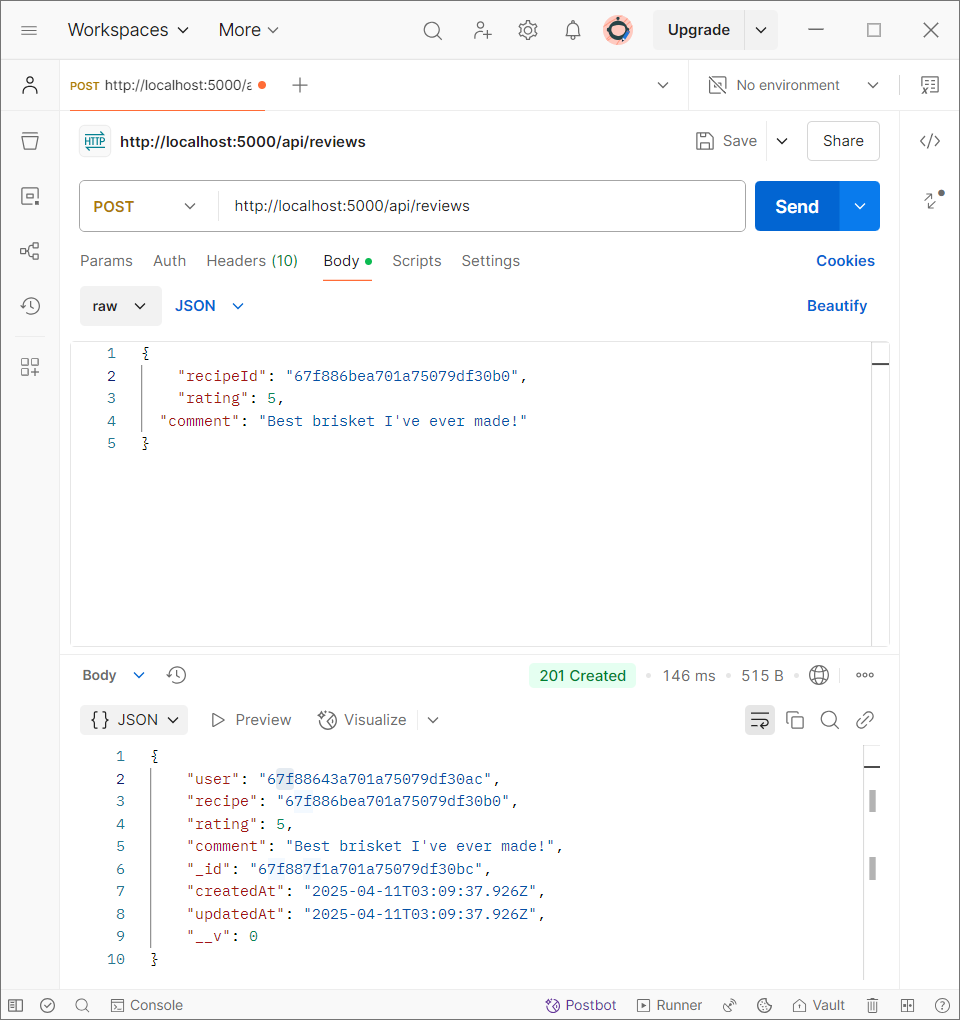 Workspaces More Upgrade
POST http://localhost:5000/a No environment
HTTP http://localhost:5000/api/reviews Save Share
POST http://localhost:5000/api/reviews Send
Params Auth Headers (10) Body Scripts Settings Cookies
raw JSON Beautify
1 {
2 "recipeId": "67f886bea701a75079df30b0",
3 "rating": 5,
4 "comment": "Best brisket I've ever made!"
5 }
Body 201 Created 146 ms 515 B
{} JSON Preview Visualize
1 {
2 "user": "67f88643a701a75079df30ac",
3 "recipe": "67f886bea701a75079df30b0",
4 "rating": 5,
5 "comment": "Best brisket I've ever made!",
6 "_id": "67f887f1a701a75079df30bc",
7 "createdAt": "2025-04-11T03:09:37.926Z",
8 "updatedAt": "2025-04-11T03:09:37.926Z",
9 "__v": 0
10 }
Console Postbot Runner Vault